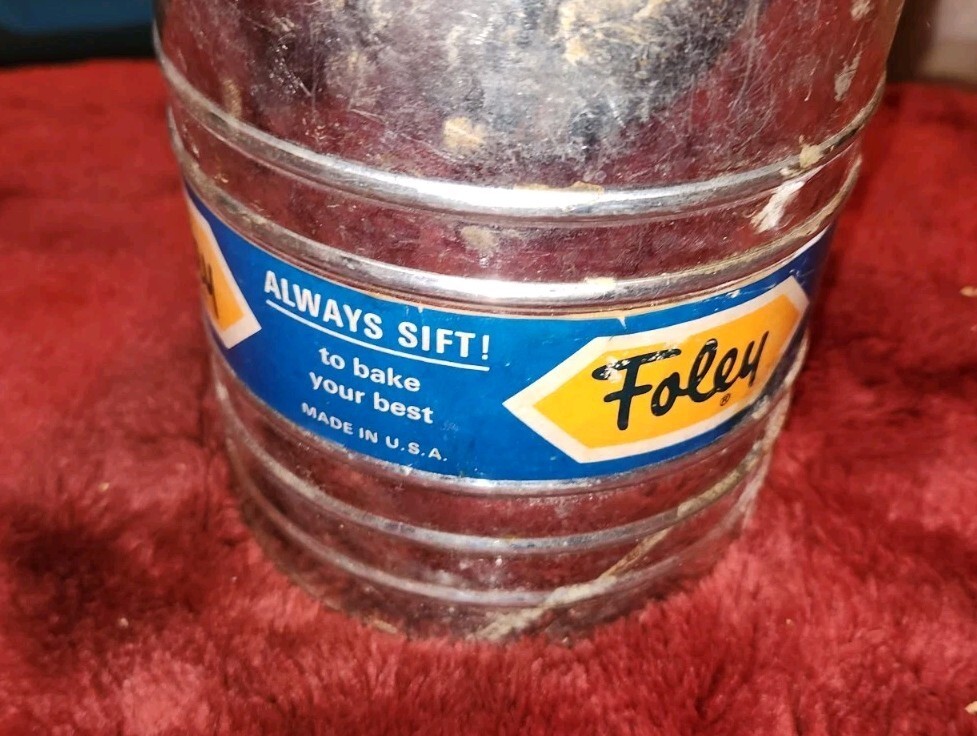 ALWAYS SIFT!
to bake
your best
MADE IN U.S.A.
Foley®